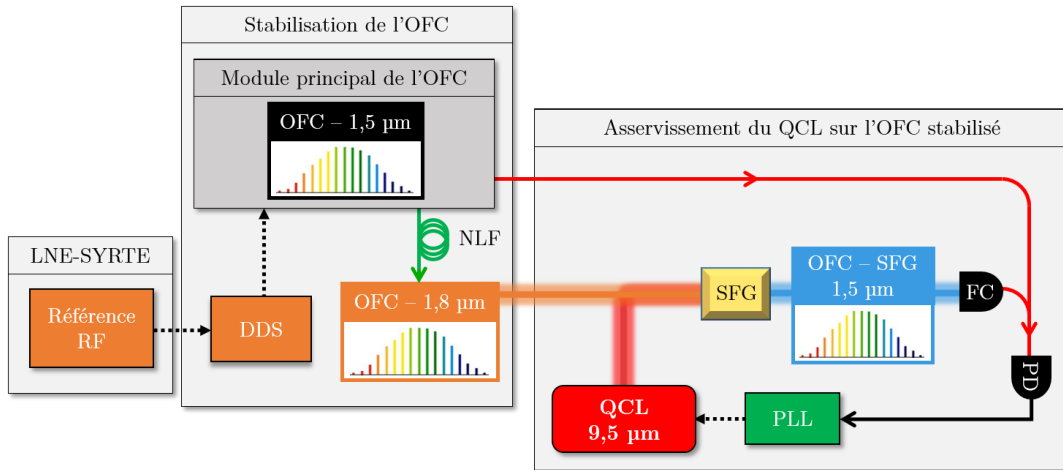 Stabilisation de l'OFC
Module principal de l'OFC
OFC – 1,5 µm
NLF
LNE-SYRTE
Référence
RF
DDS
OFC – 1,8 µm
Asservissement du QCL sur l'OFC stabilisé
SFG
OFC – SFG
1,5 µm
FC
PD
QCL
9,5 µm
PLL